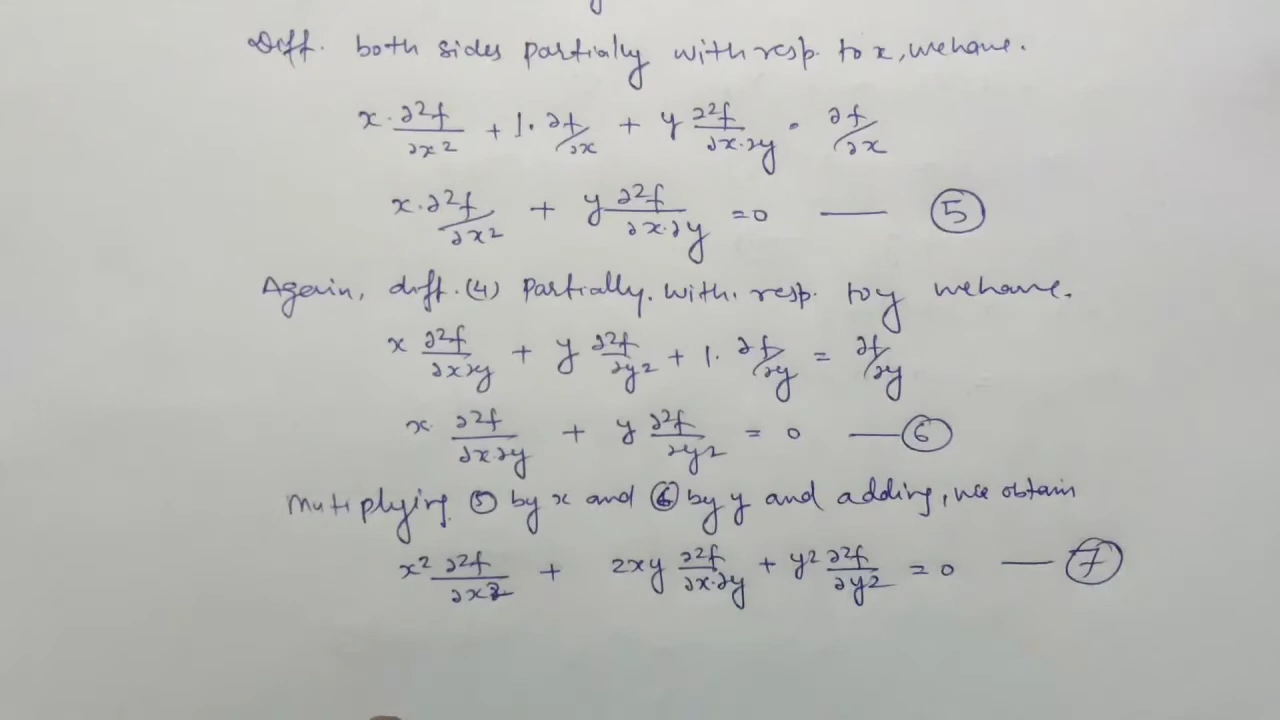 Diff. both sides partially with resp. to x, we have.
x · ∂²f/∂x² + 1. ∂f/∂x + y ∂²f/∂x·∂y = ∂f/∂x
x · ∂²f/∂x² + y ∂²f/∂x·∂y = 0 —— ⑤
Again, diff. (4) partially. with. resp. to y we have.
x ∂²f/∂x∂y + y ∂²f/∂y² + 1. ∂f/∂y = ∂f/∂y
x · ∂²f/∂x·∂y + y ∂²f/∂y² = 0 —— ⑥
Mutiplying ⑤ by x and ⑥ by y and adding, we obtain
x² ∂²f/∂x² + 2xy ∂²f/∂x·∂y + y² ∂²f/∂y² = 0 —— ⑦